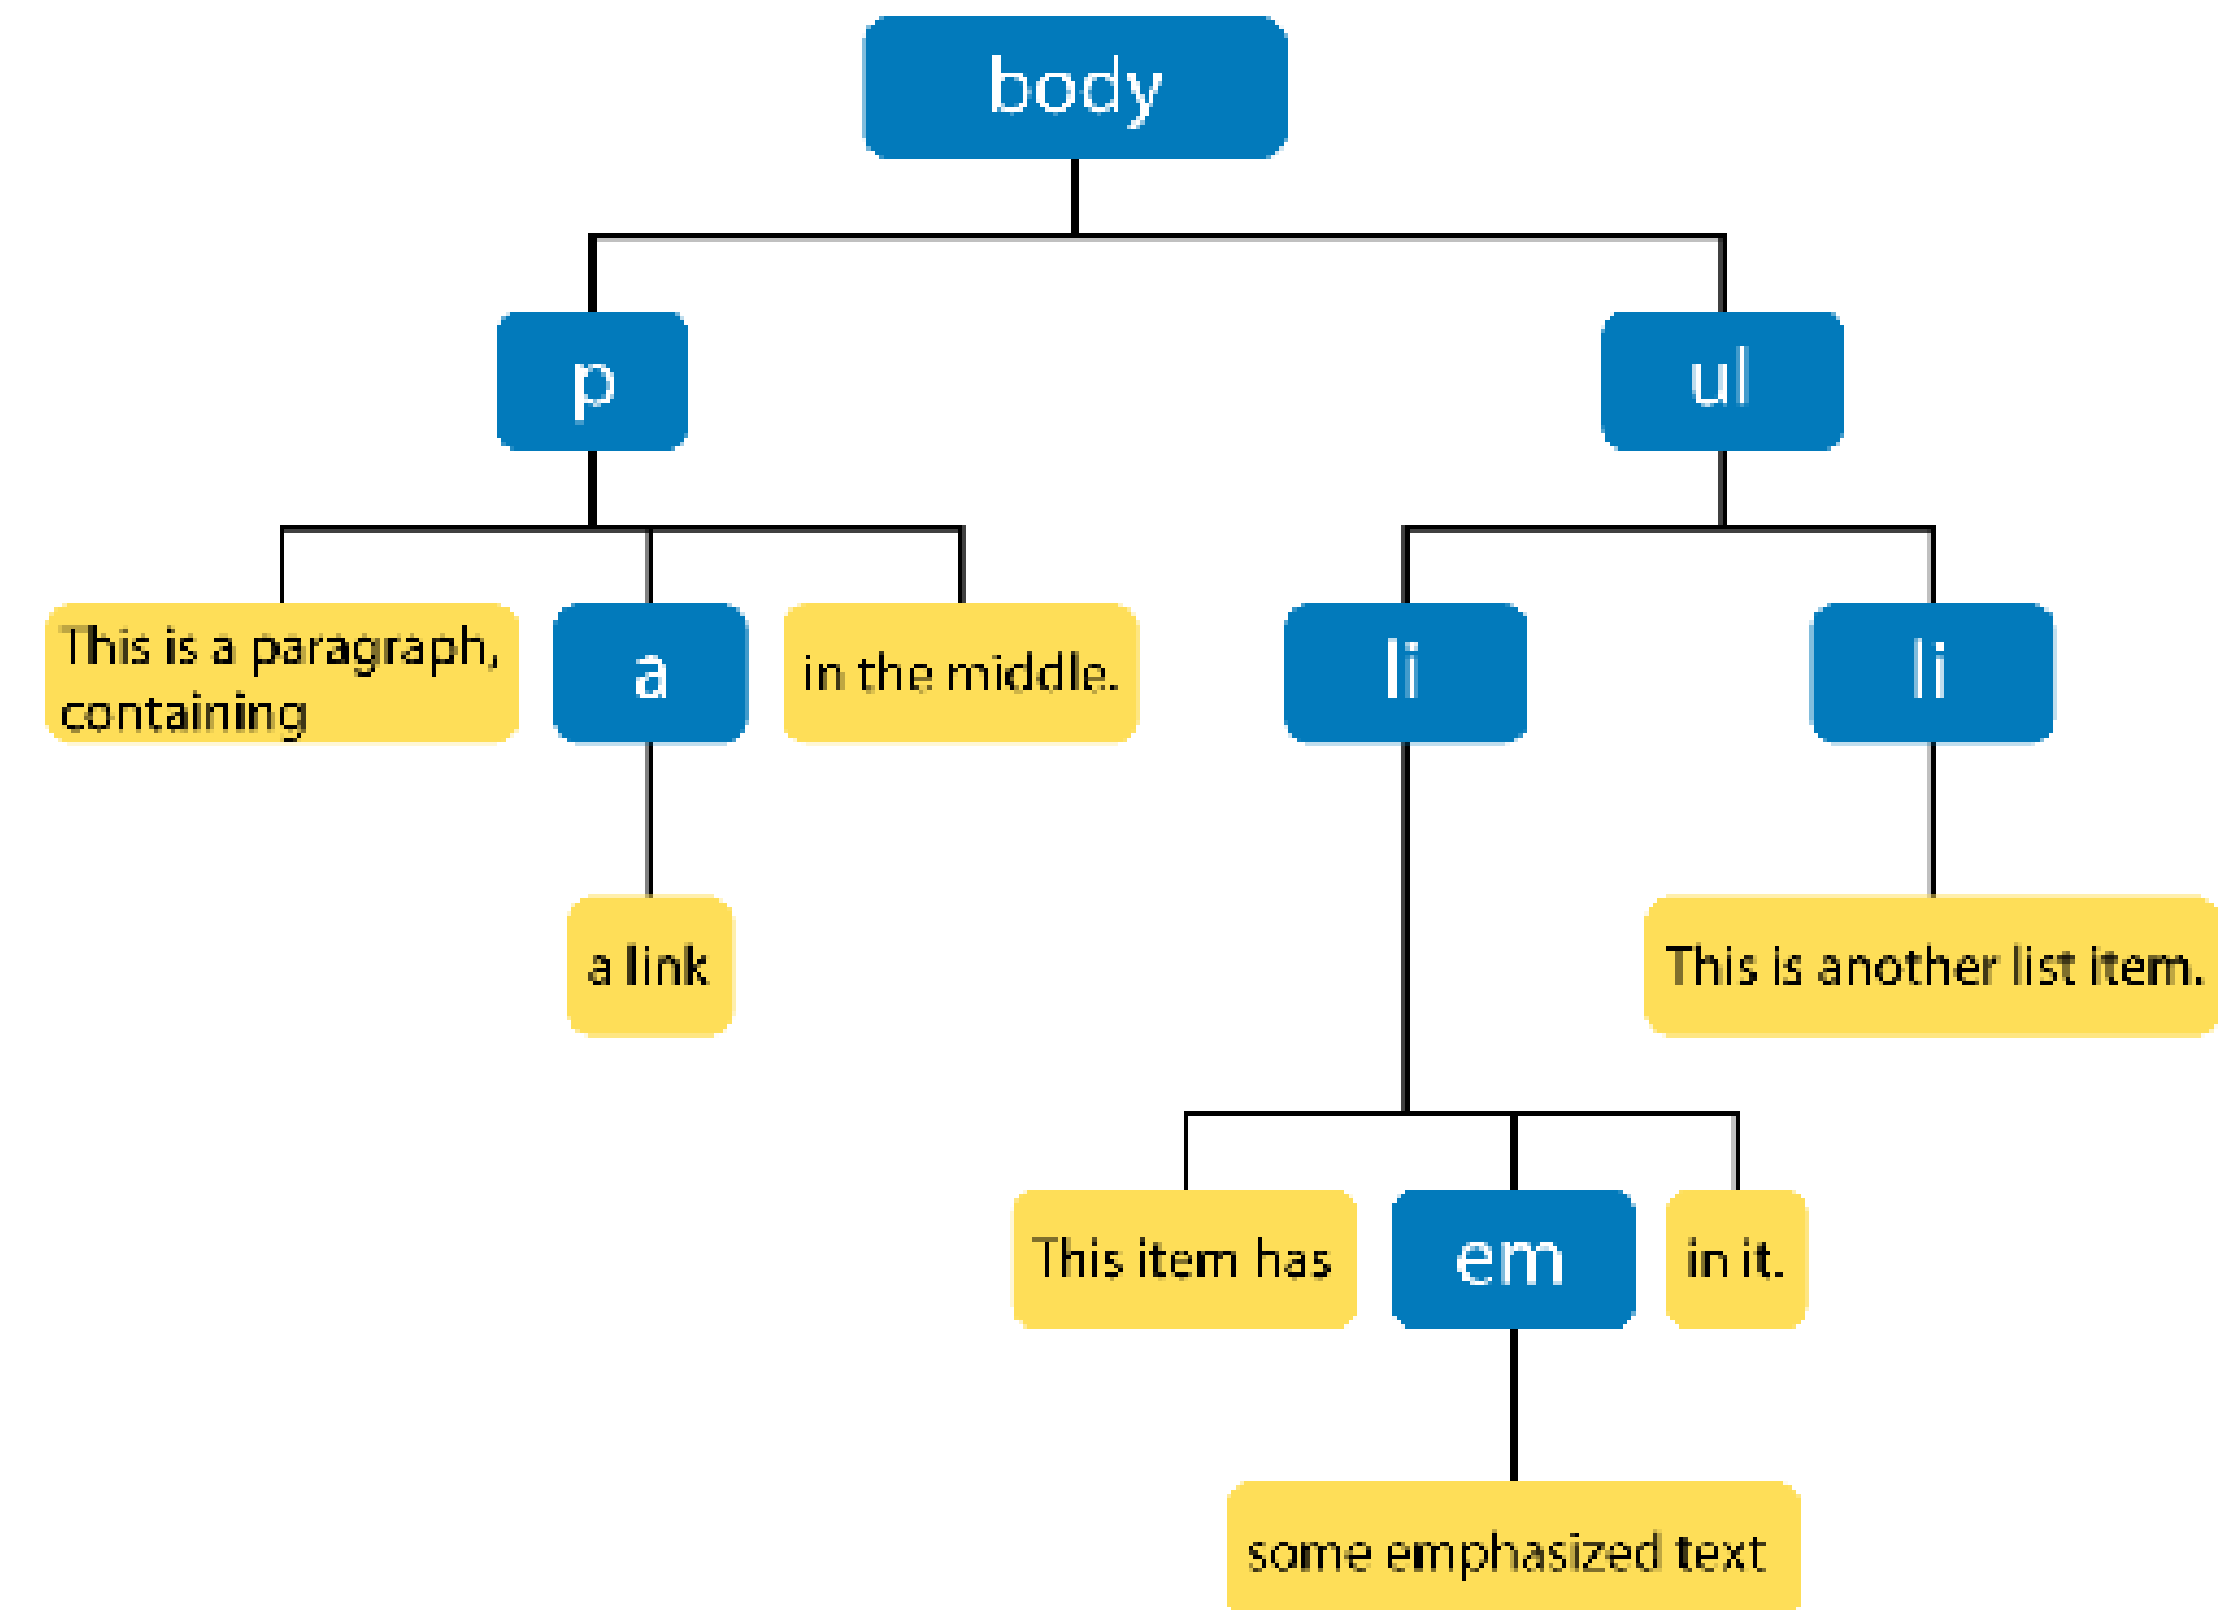 body
p
ul
This is a paragraph,
containing
a
in the middle.
li
li
a link
This is another list item.
This item has
em
in it.
some emphasized text